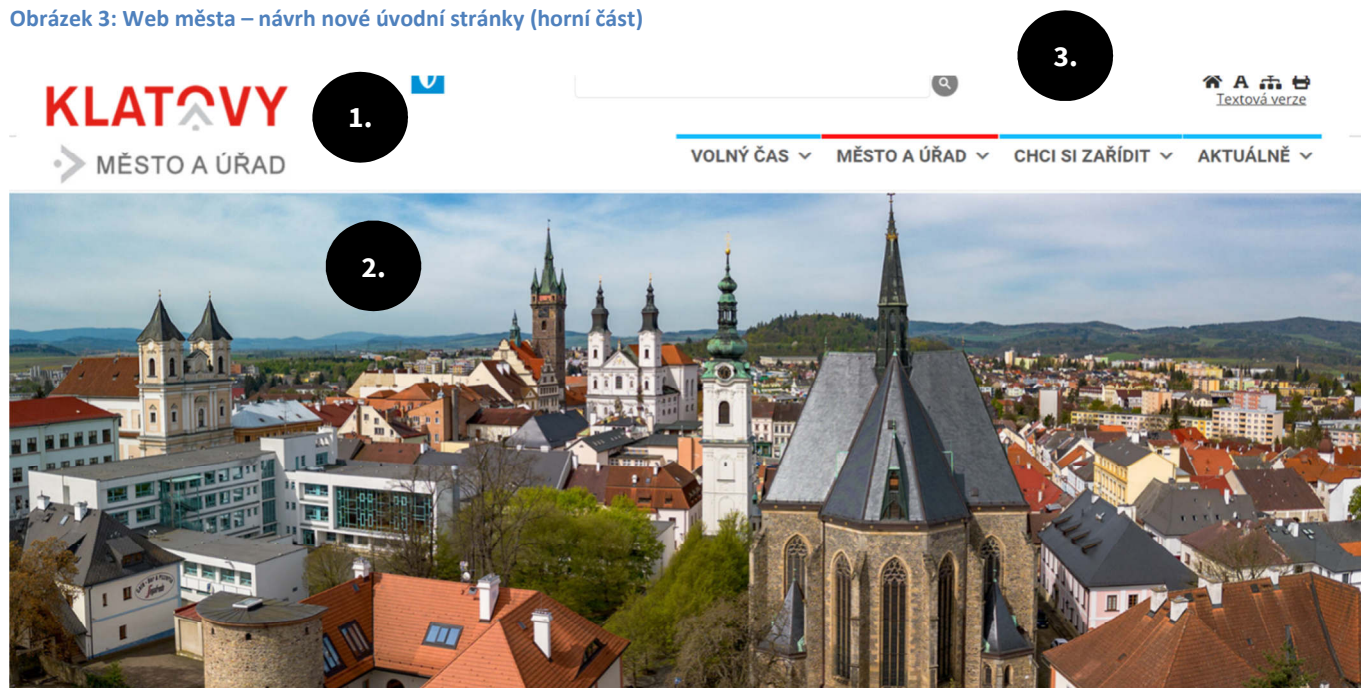 Obrázek 3: Web města – návrh nové úvodní stránky (horní část)
3.
KLATOVY
1.
Textová verze
MĚSTO A ÚŘAD
VOLNÝ ČAS MĚSTO A ÚŘAD CHCI SI ZAŘÍDIT AKTUÁLNĚ
2.